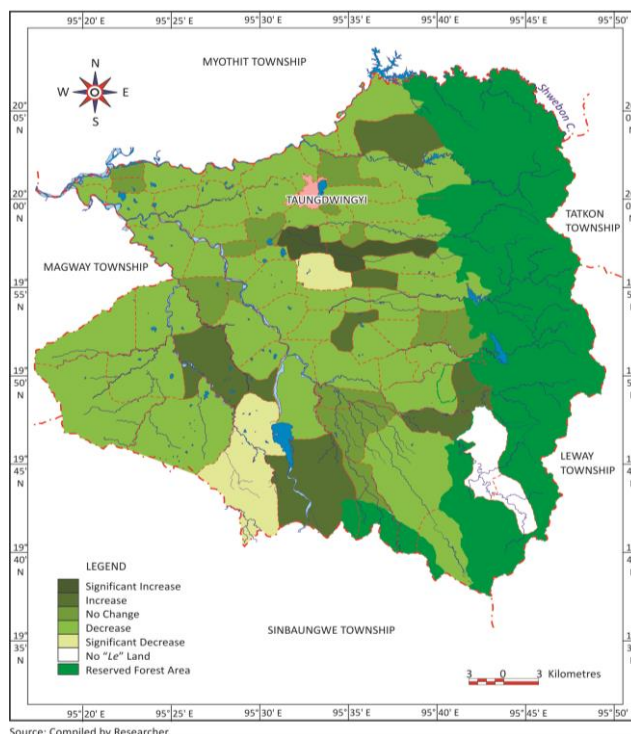 95° 20' E 95° 25' E 95° 30' E 95° 35' E 95° 40' E 95° 45' E 95° 50' E
MYOTHIT TOWNSHIP
N
W E
S
Shwebon C.
20° 05' N
20° 00' N
TAUNGDWINGYI
TATKON TOWNSHIP
MAGWAY TOWNSHIP
19° 55' N
19° 50' N
19° 45' N
LEWAY TOWNSHIP
19° 40' N
LEGEND
Significant Increase
Increase
No Change
Decrease
Significant Decrease
No "Le" Land
Reserved Forest Area
SINBAUNGWE TOWNSHIP
19° 35' N
3 0 3 Kilometres
95° 20' E 95° 25' E 95° 30' E 95° 35' E 95° 40' E 95° 45' E 95° 50' E
Source: Compiled by Researcher